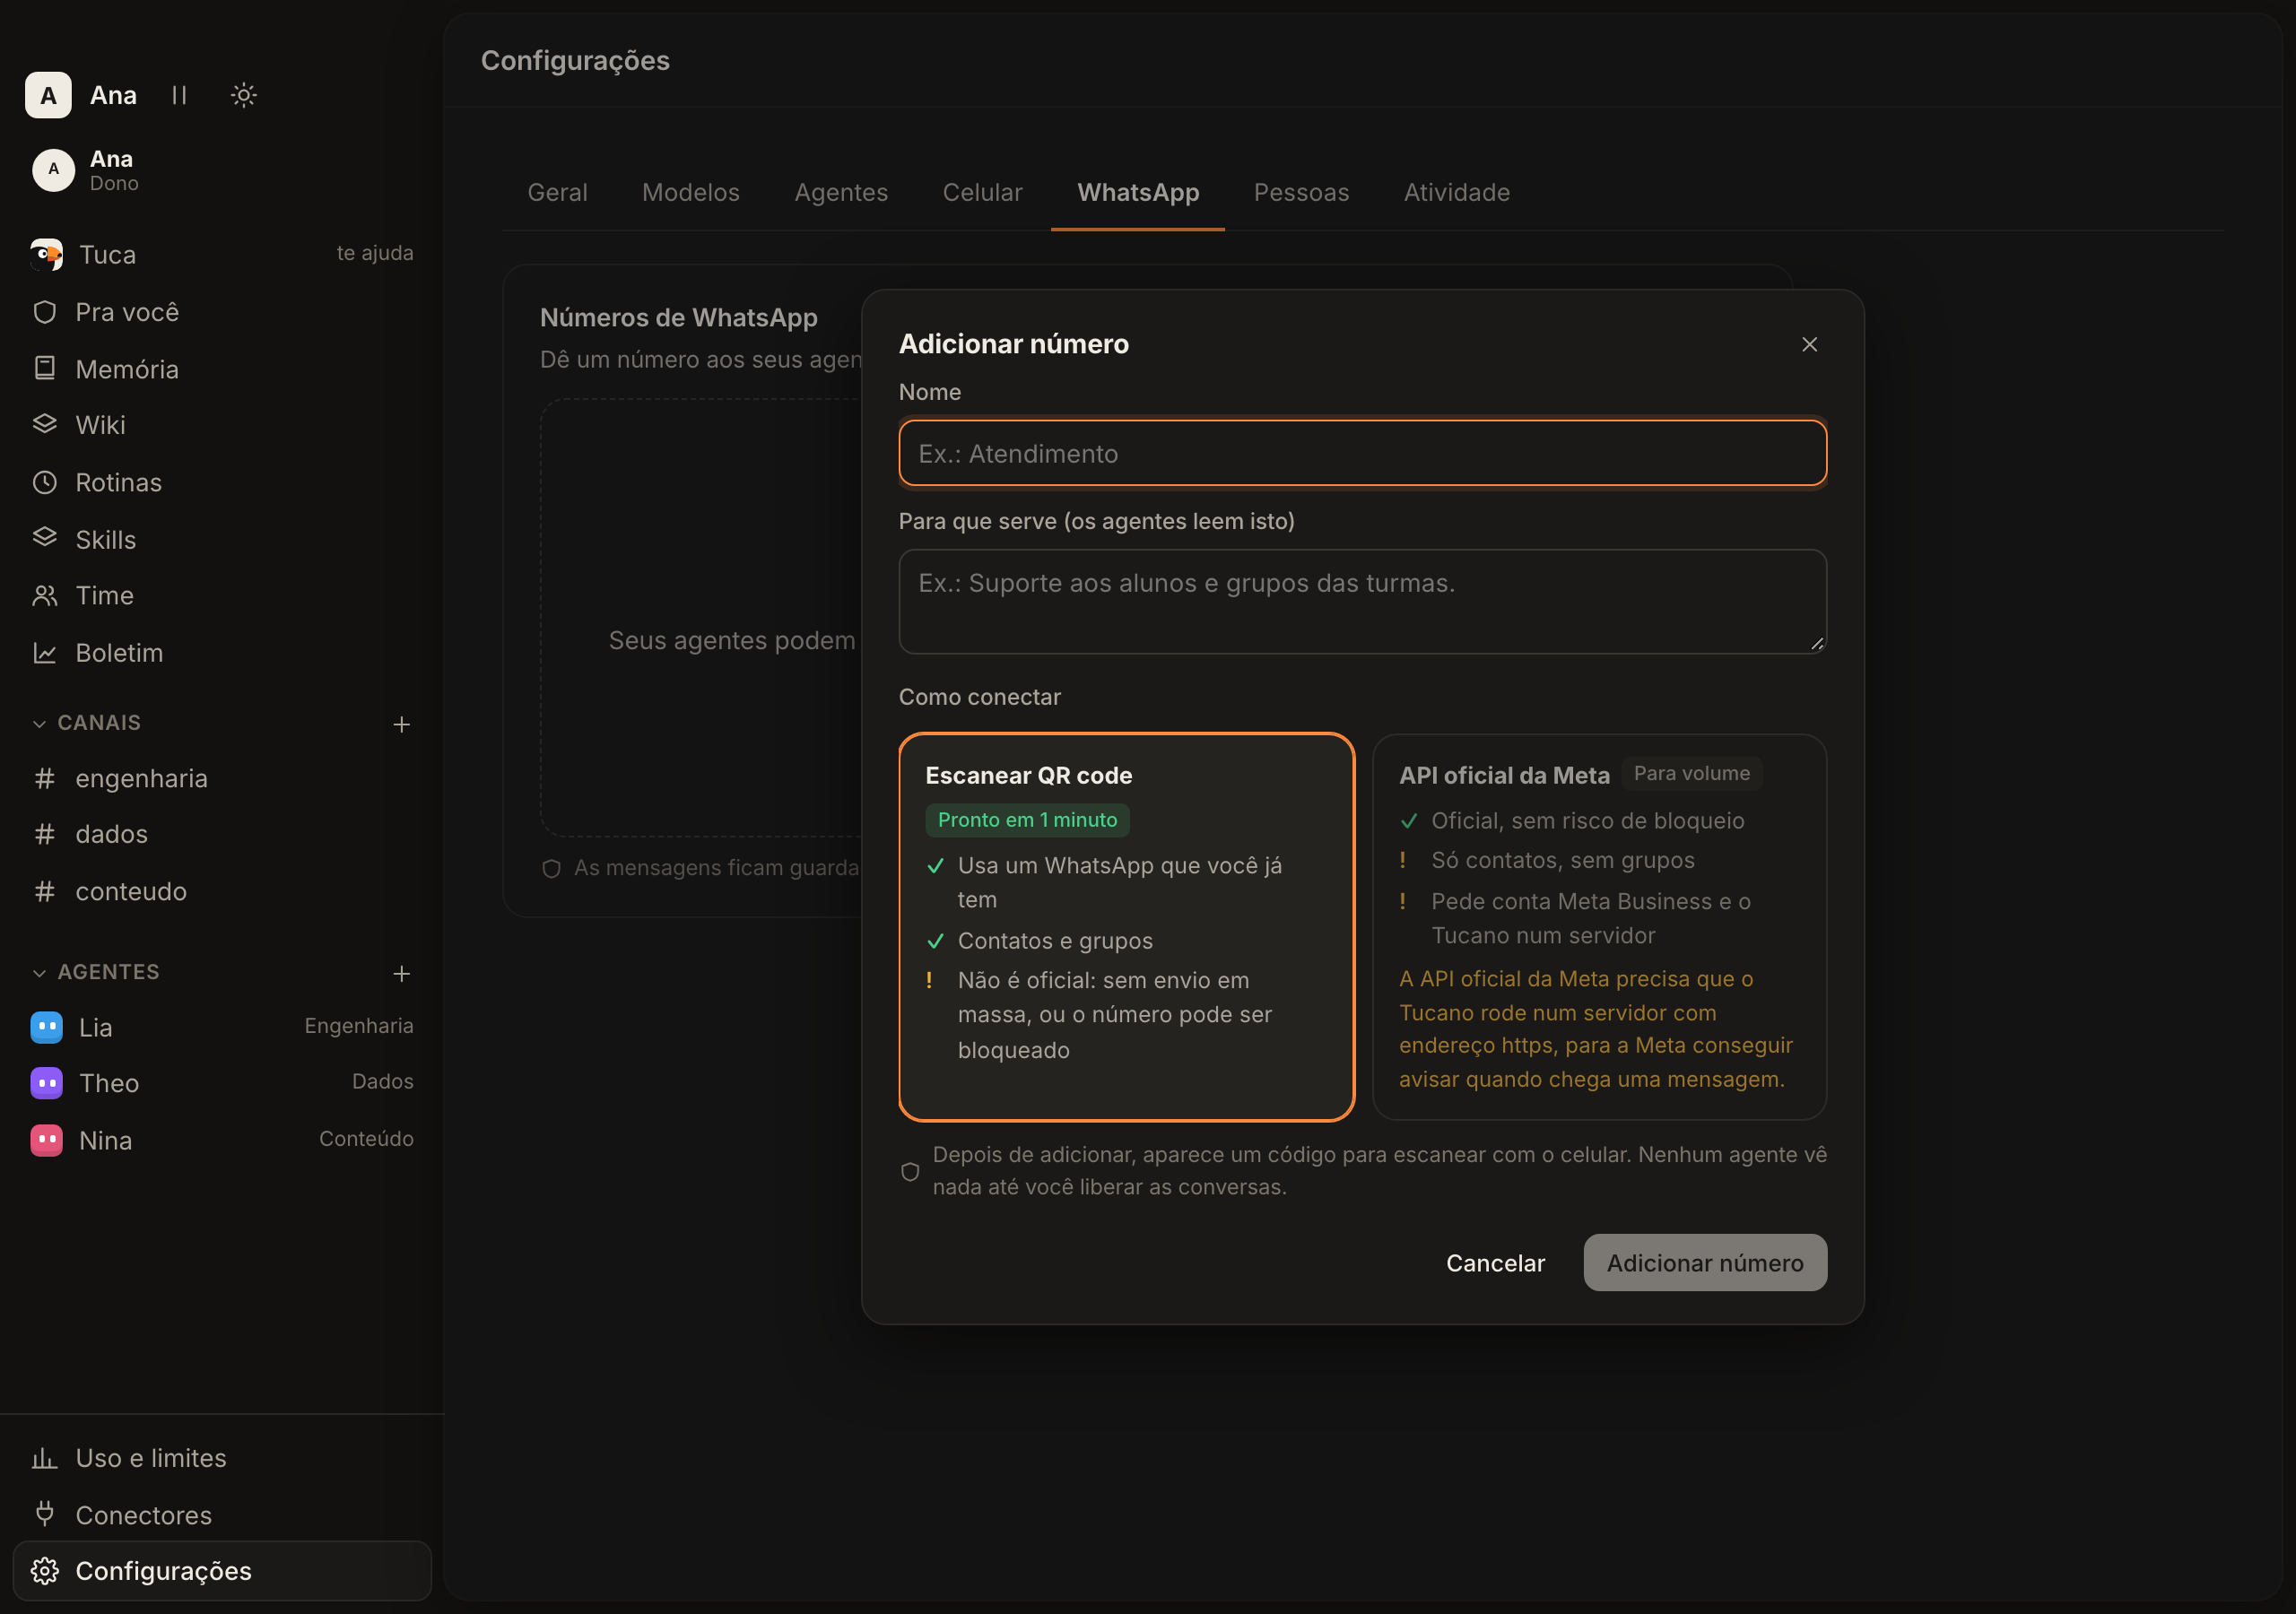 Configurações
A
Ana
A
Ana
Dono
Tuca
te ajuda
Pra você
Memória
Wiki
Rotinas
Skills
Time
Boletim
CANAIS
# engenharia
# dados
# conteudo
AGENTES
Lia
Engenharia
Theo
Dados
Nina
Conteúdo
Uso e limites
Conectores
Configurações
Geral
Modelos
Agentes
Celular
WhatsApp
Pessoas
Atividade
Números de WhatsApp
Dê um número aos seus agen
Seus agentes podem
As mensagens ficam guarda
Adicionar número
Nome
Ex.: Atendimento
Para que serve (os agentes leem isto)
Ex.: Suporte aos alunos e grupos das turmas.
Como conectar
Escanear QR code
Pronto em 1 minuto
Usa um WhatsApp que você já
tem
Contatos e grupos
! Não é oficial: sem envio em
massa, ou o número pode ser
bloqueado
API oficial da Meta
Para volume
Oficial, sem risco de bloqueio
! Só contatos, sem grupos
! Pede conta Meta Business e o
Tucano num servidor
A API oficial da Meta precisa que o
Tucano rode num servidor com
endereço https, para a Meta conseguir
avisar quando chega uma mensagem.
Depois de adicionar, aparece um código para escanear com o celular. Nenhum agente vê
nada até você liberar as conversas.
Cancelar
Adicionar número